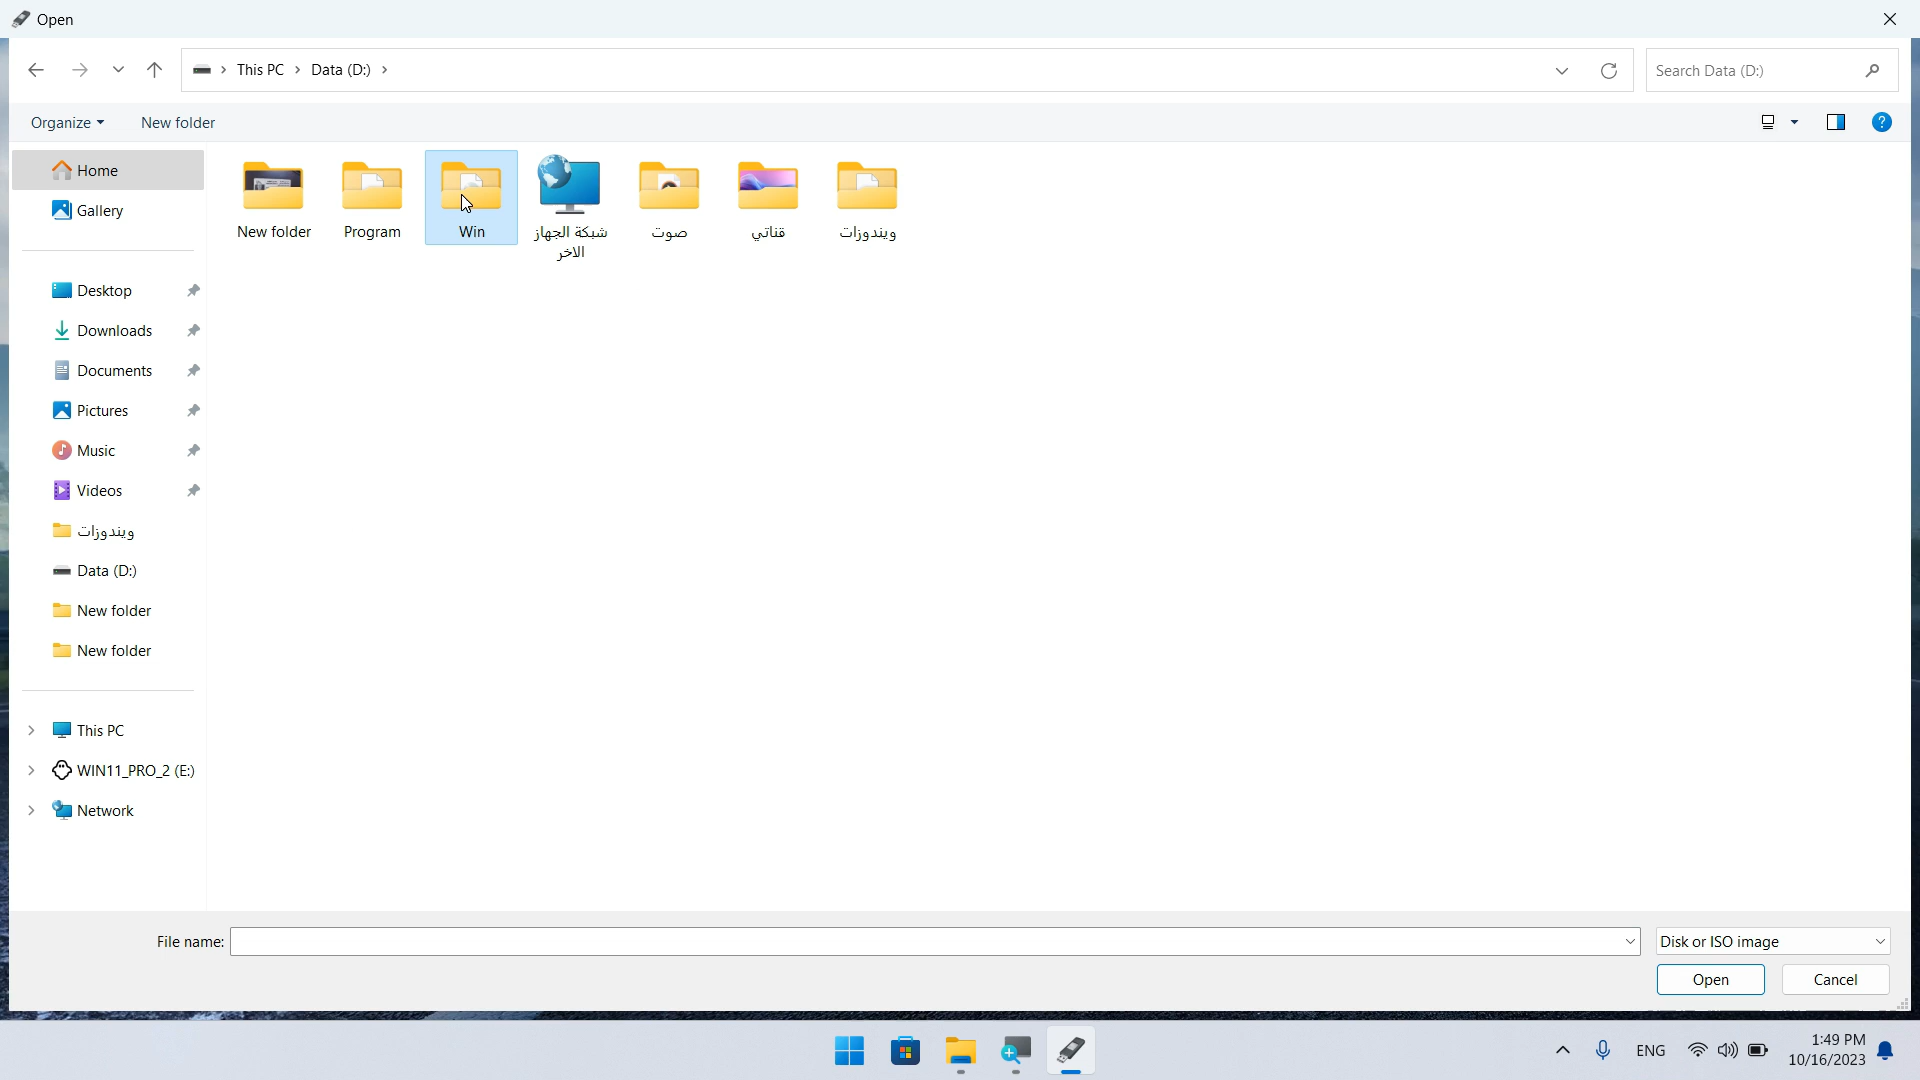 Open
This PC
Data (D:)
Search Data (D:)
Organize
New folder
Home
Gallery
Desktop
Downloads
Documents
Pictures
Music
Videos
ويندوزات
Data (D:)
New folder
New folder
This PC
WIN11_PRO_2 (E:)
Network
New folder
Program
Win
شبكة الجهاز
الاخر
صوت
قناتي
ويندوزات
File name:
Disk or ISO image
Open
Cancel
ENG
1:49 PM
10/16/2023